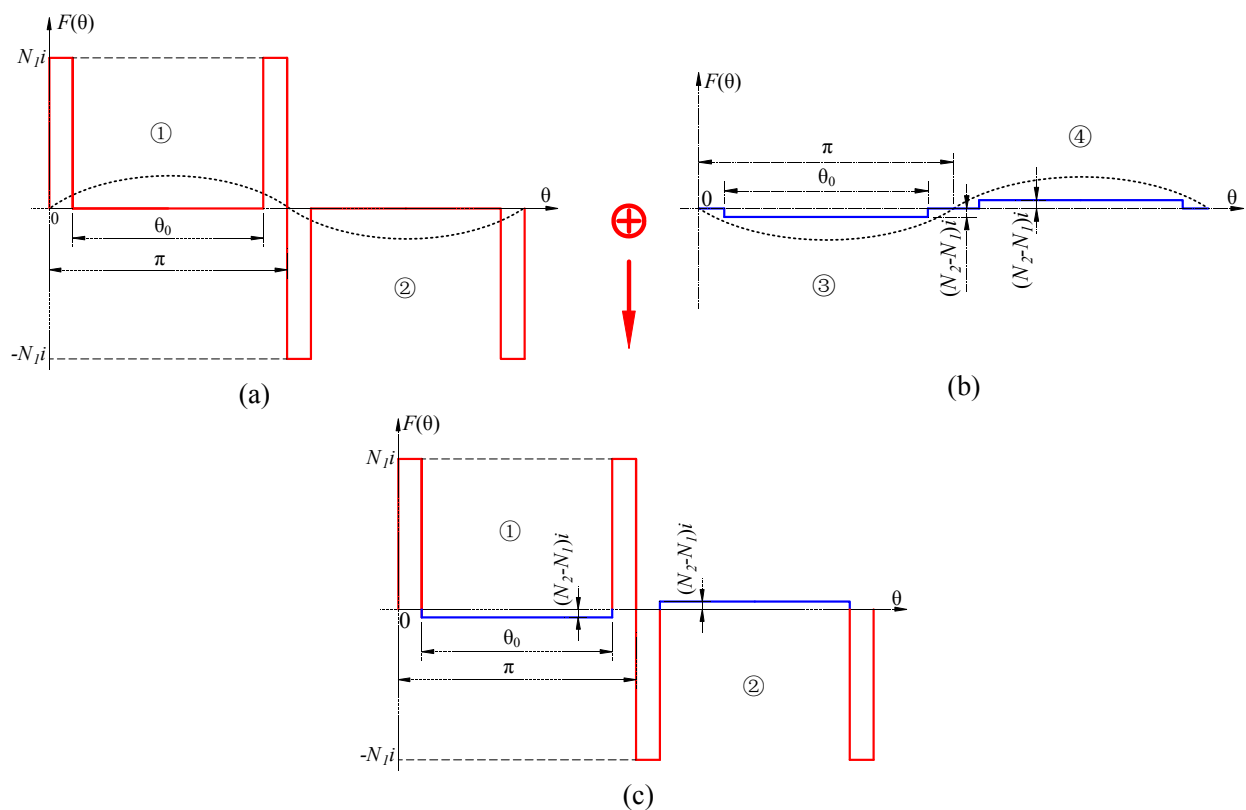 F(θ)
N₁i
①
θ
0
θ₀
π
②
-N₁i
(a)
F(θ)
④
π
θ₀
0
θ
(N₂-N₁)i
(N₂-N₁)i
③
(b)
F(θ)
N₁i
①
(N₂-N₁)i
(N₂-N₁)i
θ
0
θ₀
π
②
-N₁i
(c)